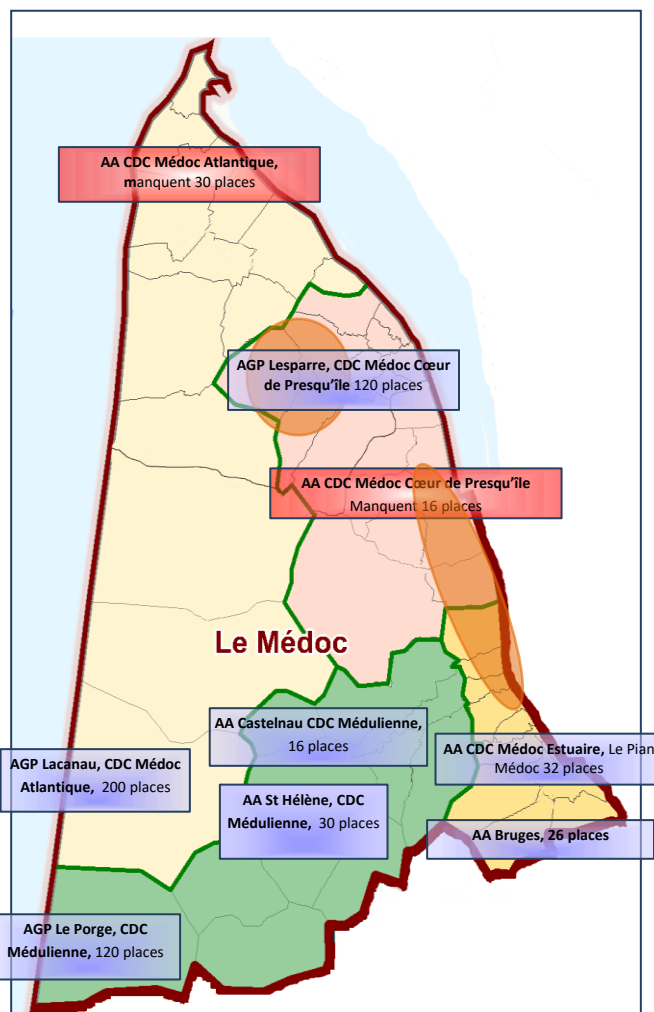 AA CDC Médoc Atlantique,
manquent 30 places
AGP Lesparre, CDC Médoc Cœur
de Presqu'île 120 places
AA CDC Médoc Cœur de Presqu'île
Manquent 16 places
Le Médoc
AA Castelnau CDC Médulienne,
16 places
AA CDC Médoc Estuaire, Le Pian
Médoc 32 places
AGP Lacanau, CDC Médoc
Atlantique, 200 places
AA St Hélène, CDC
Médulienne, 30 places
AA Bruges, 26 places
AGP Le Porge, CDC
Médulienne, 120 places